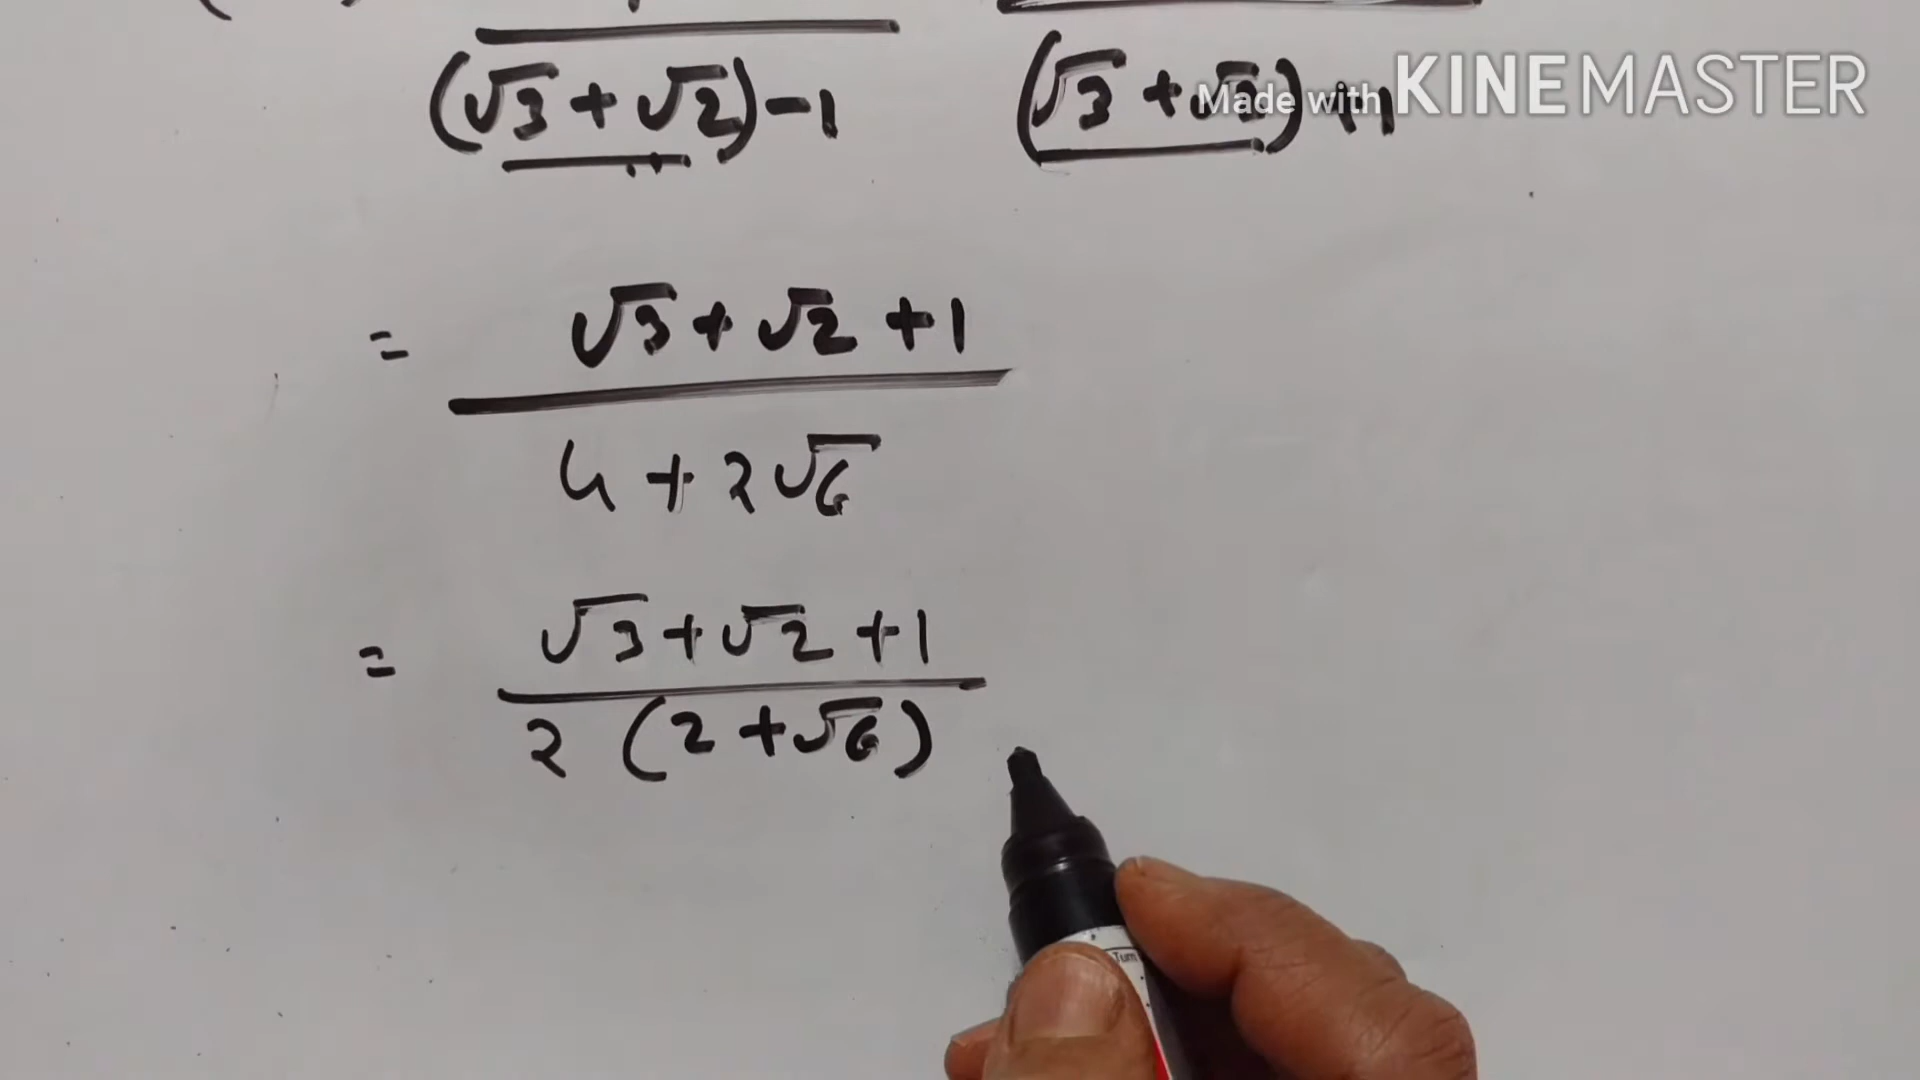 (√3+√2)-1 (√3+√2)+1
Made with KINEMASTER
= √3+√2+1
4+2√6
= √3+√2+1
2 (2+√6)
Tum